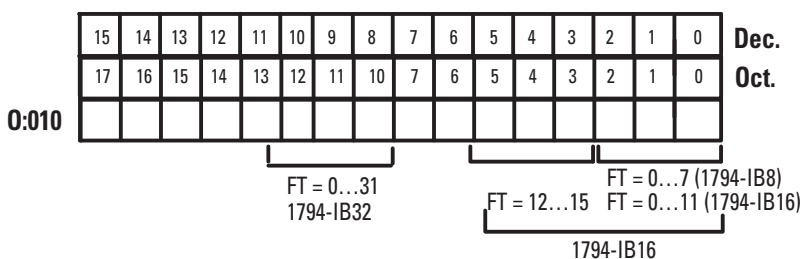 15 14 13 12 11 10 9 8 7 6 5 4 3 2 1 0 Dec.
17 16 15 14 13 12 11 10 7 6 5 4 3 2 1 0 Oct.
O:010
FT = 0…31
1794-IB32
FT = 0…7 (1794-IB8)
FT = 12…15 FT = 0…11 (1794-IB16)
1794-IB16